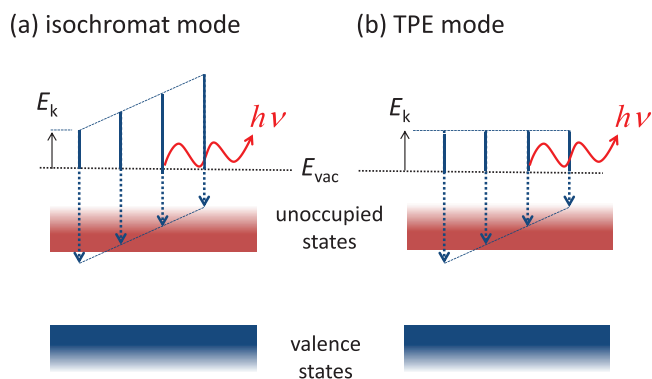 (a) isochromat mode
(b) TPE mode
E_k
hν
E_k
hν
E_vac
unoccupied
states
valence
states